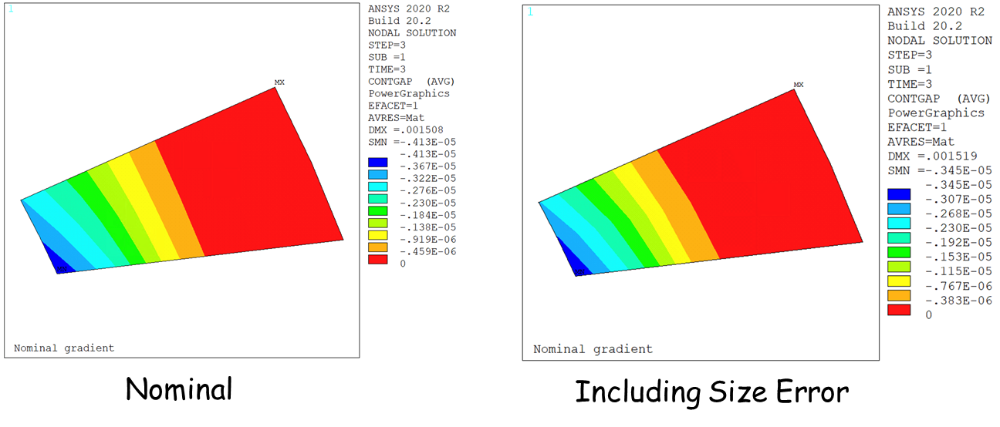 1
ANSYS 2020 R2
Build 20.2
NODAL SOLUTION
STEP=3
SUB =1
TIME=3
CONTGAP (AVG)
PowerGraphics
EFACET=1
AVRES=Mat
DMX =.001508
SMN =-.413E-05
-.413E-05
-.367E-05
-.322E-05
-.276E-05
-.230E-05
-.184E-05
-.138E-05
-.919E-06
-.459E-06
0
MX
Nominal gradient
Nominal
1
ANSYS 2020 R2
Build 20.2
NODAL SOLUTION
STEP=3
SUB =1
TIME=3
CONTGAP (AVG)
PowerGraphics
EFACET=1
AVRES=Mat
DMX =.001519
SMN =-.345E-05
-.345E-05
-.307E-05
-.268E-05
-.230E-05
-.192E-05
-.153E-05
-.115E-05
-.767E-06
-.383E-06
0
MX
Nominal gradient
Including Size Error